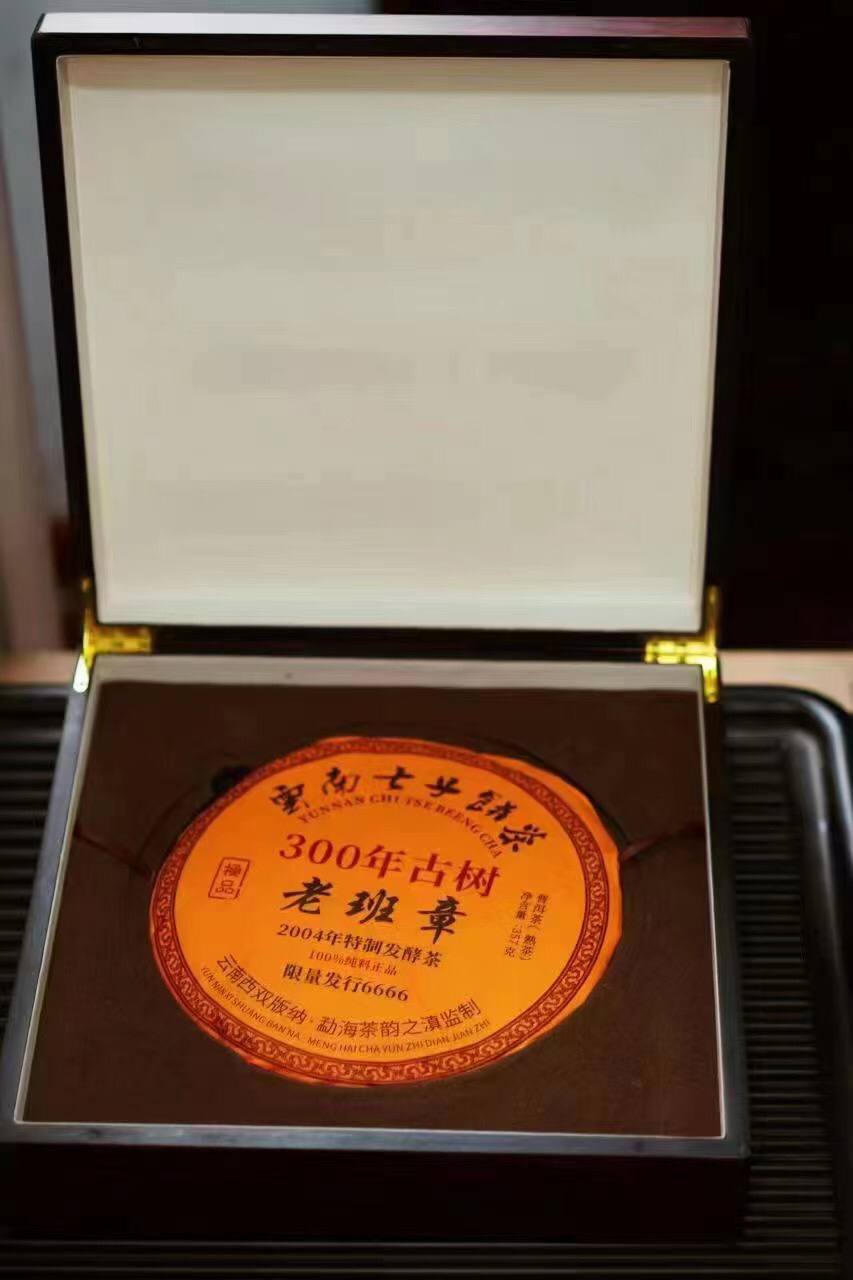 雲南七子餅茶
YUNNAN CHI TSE BEENG CHA
300年古树
極品
老班章
普洱茶（熟茶）
净含量:357克
2004年特制发酵茶
100%纯料正品
限量发行6666
云南西双版纳·勐海茶韵之滇监制
YUN NAN XI SHUANG BAN NA · MENG HAI CHA YUN ZHI DIAN JIAN ZHI